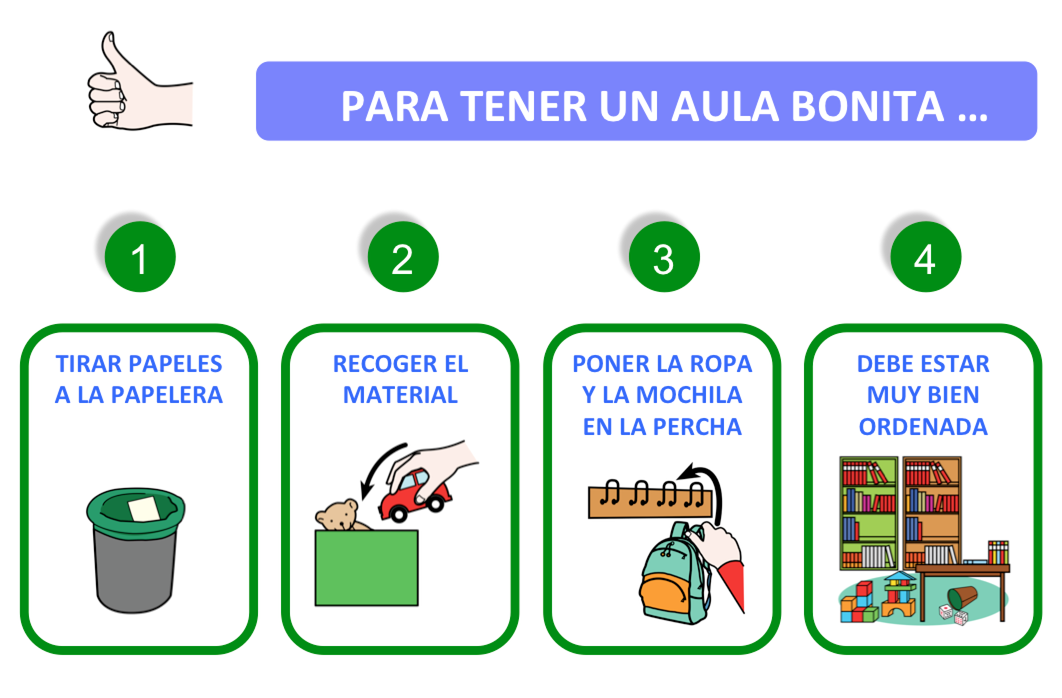 PARA TENER UN AULA BONITA ...
1
2
3
4
TIRAR PAPELES
A LA PAPELERA
RECOGER EL
MATERIAL
PONER LA ROPA
Y LA MOCHILA
EN LA PERCHA
DEBE ESTAR
MUY BIEN
ORDENADA